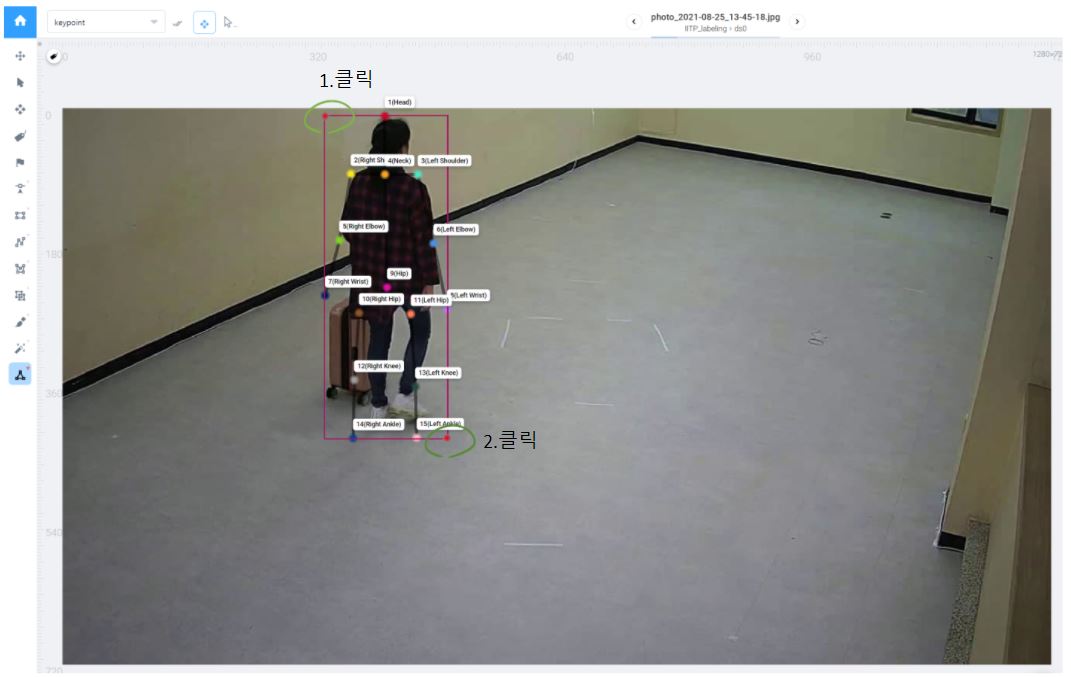 keypoint
photo_2021-08-25_13-45-18.jpg
IITP_labeling › ds0
320
640
960
1.클릭
1(Head)
0
2(Right Sh
4(Neck)
3(Left Shoulder)
5(Right Elbow)
6(Left Elbow)
180
9(Hip)
7(Right Wrist)
10(Right Hip)
11(Left Hip)
(Left Wrist)
12(Right Knee)
13(Left Knee)
360
14(Right Ankle)
15(Left Ankle)
2.클릭
540
720